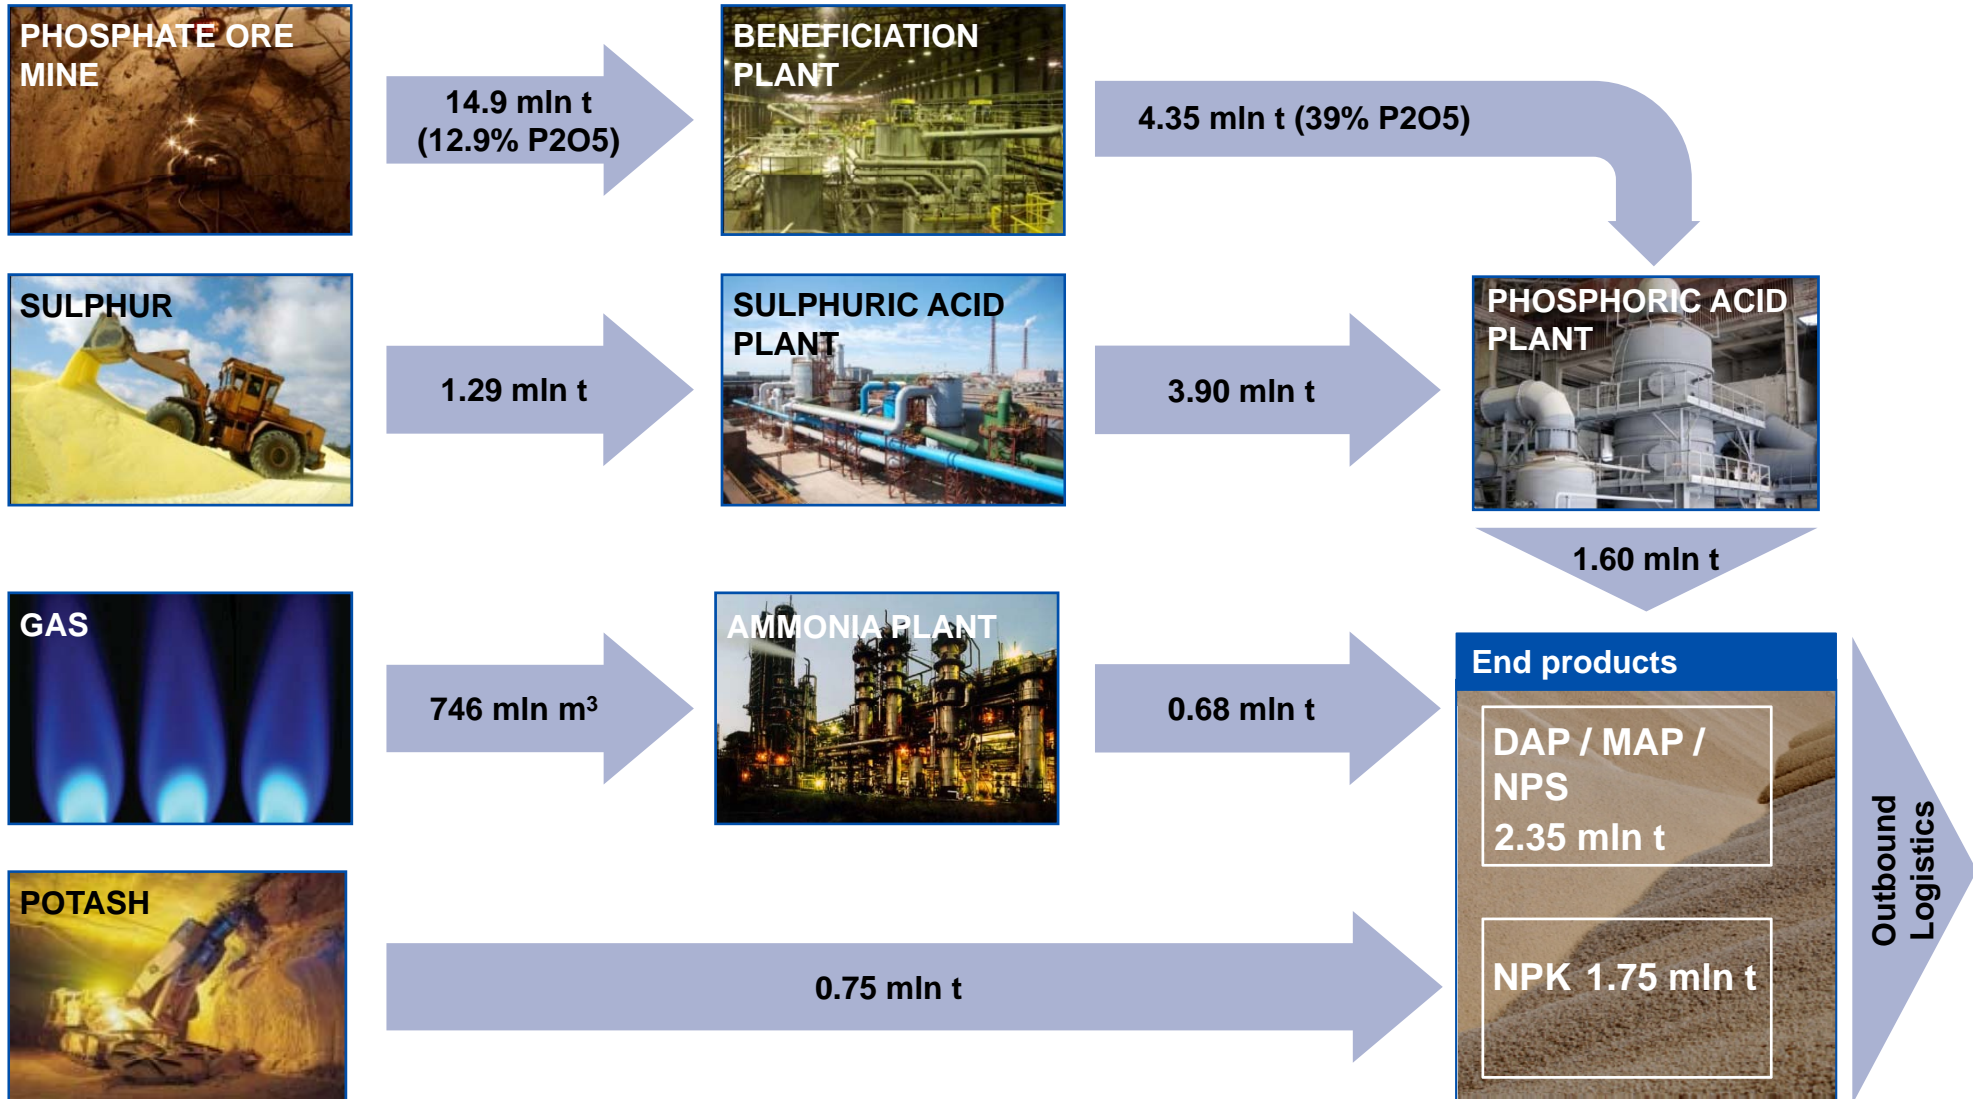 PHOSPHATE ORE
MINE
14.9 mln t
(12.9% P2O5)
BENEFICIATION
PLANT
4.35 mln t (39% P2O5)
SULPHUR
1.29 mln t
SULPHURIC ACID
PLANT
3.90 mln t
PHOSPHORIC ACID
PLANT
1.60 mln t
GAS
746 mln m³
AMMONIA PLANT
0.68 mln t
End products
DAP / MAP /
NPS
2.35 mln t
POTASH
0.75 mln t
NPK 1.75 mln t
Outbound
Logistics